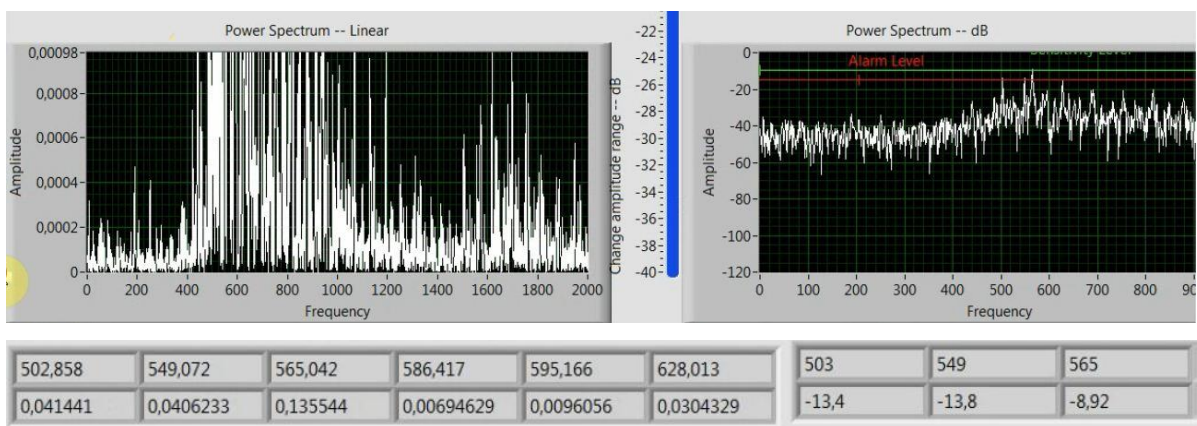 Power Spectrum -- Linear
0,00098
0,0008
0,0006
0,0004
0,0002
0
Amplitude
0 200 400 600 800 1000 1200 1400 1600 1800 2000
Frequency
-22
-24
-26
-28
-30
-32
-34
-36
-38
-40
Change amplitude range -- dB
Power Spectrum -- dB
Sensitivity Level
Alarm Level
0
-20
-40
-60
-80
-100
-120
Amplitude
0 100 200 300 400 500 600 700 800 90
Frequency
502,858 549,072 565,042 586,417 595,166 628,013
0,041441 0,0406233 0,135544 0,00694629 0,0096056 0,0304329
503 549 565
-13,4 -13,8 -8,92